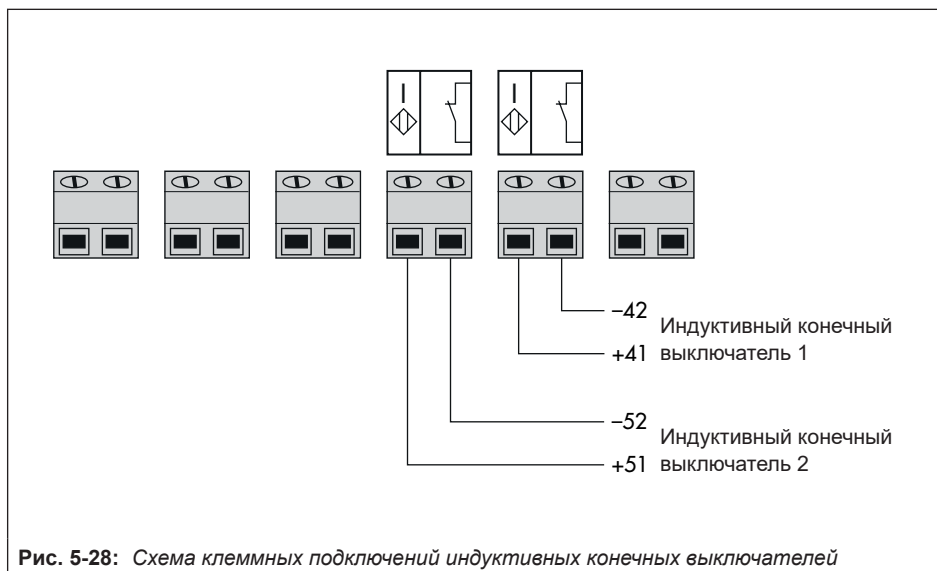 –42
Индуктивный конечный
+41 выключатель 1
–52
Индуктивный конечный
+51 выключатель 2
Рис. 5-28: Схема клеммных подключений индуктивных конечных выключателей